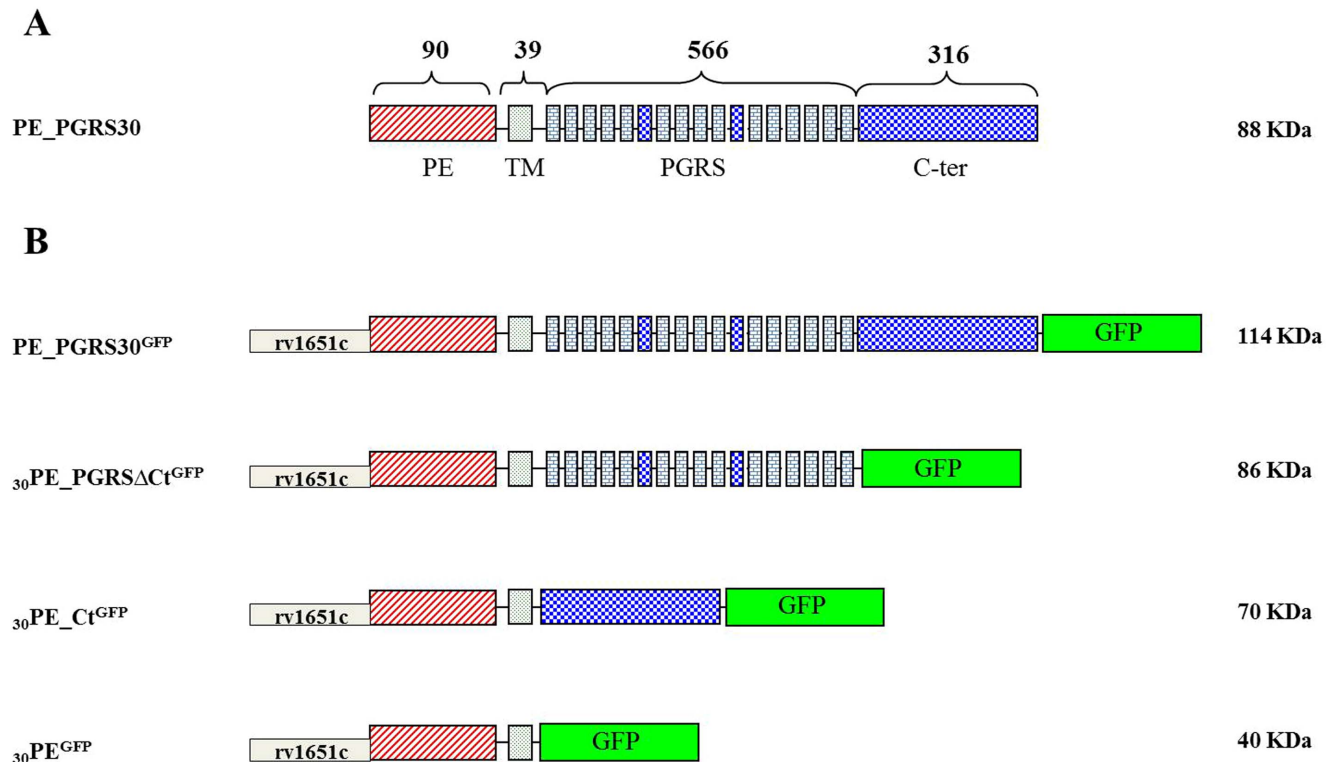 A
90 39 566 316
PE_PGRS30 88 KDa
PE TM PGRS C-ter
B
PE_PGRS30GFP rv1651c GFP 114 KDa
30PE_PGRSΔCtGFP rv1651c GFP 86 KDa
30PE_CtGFP rv1651c GFP 70 KDa
30PEGFP rv1651c GFP 40 KDa